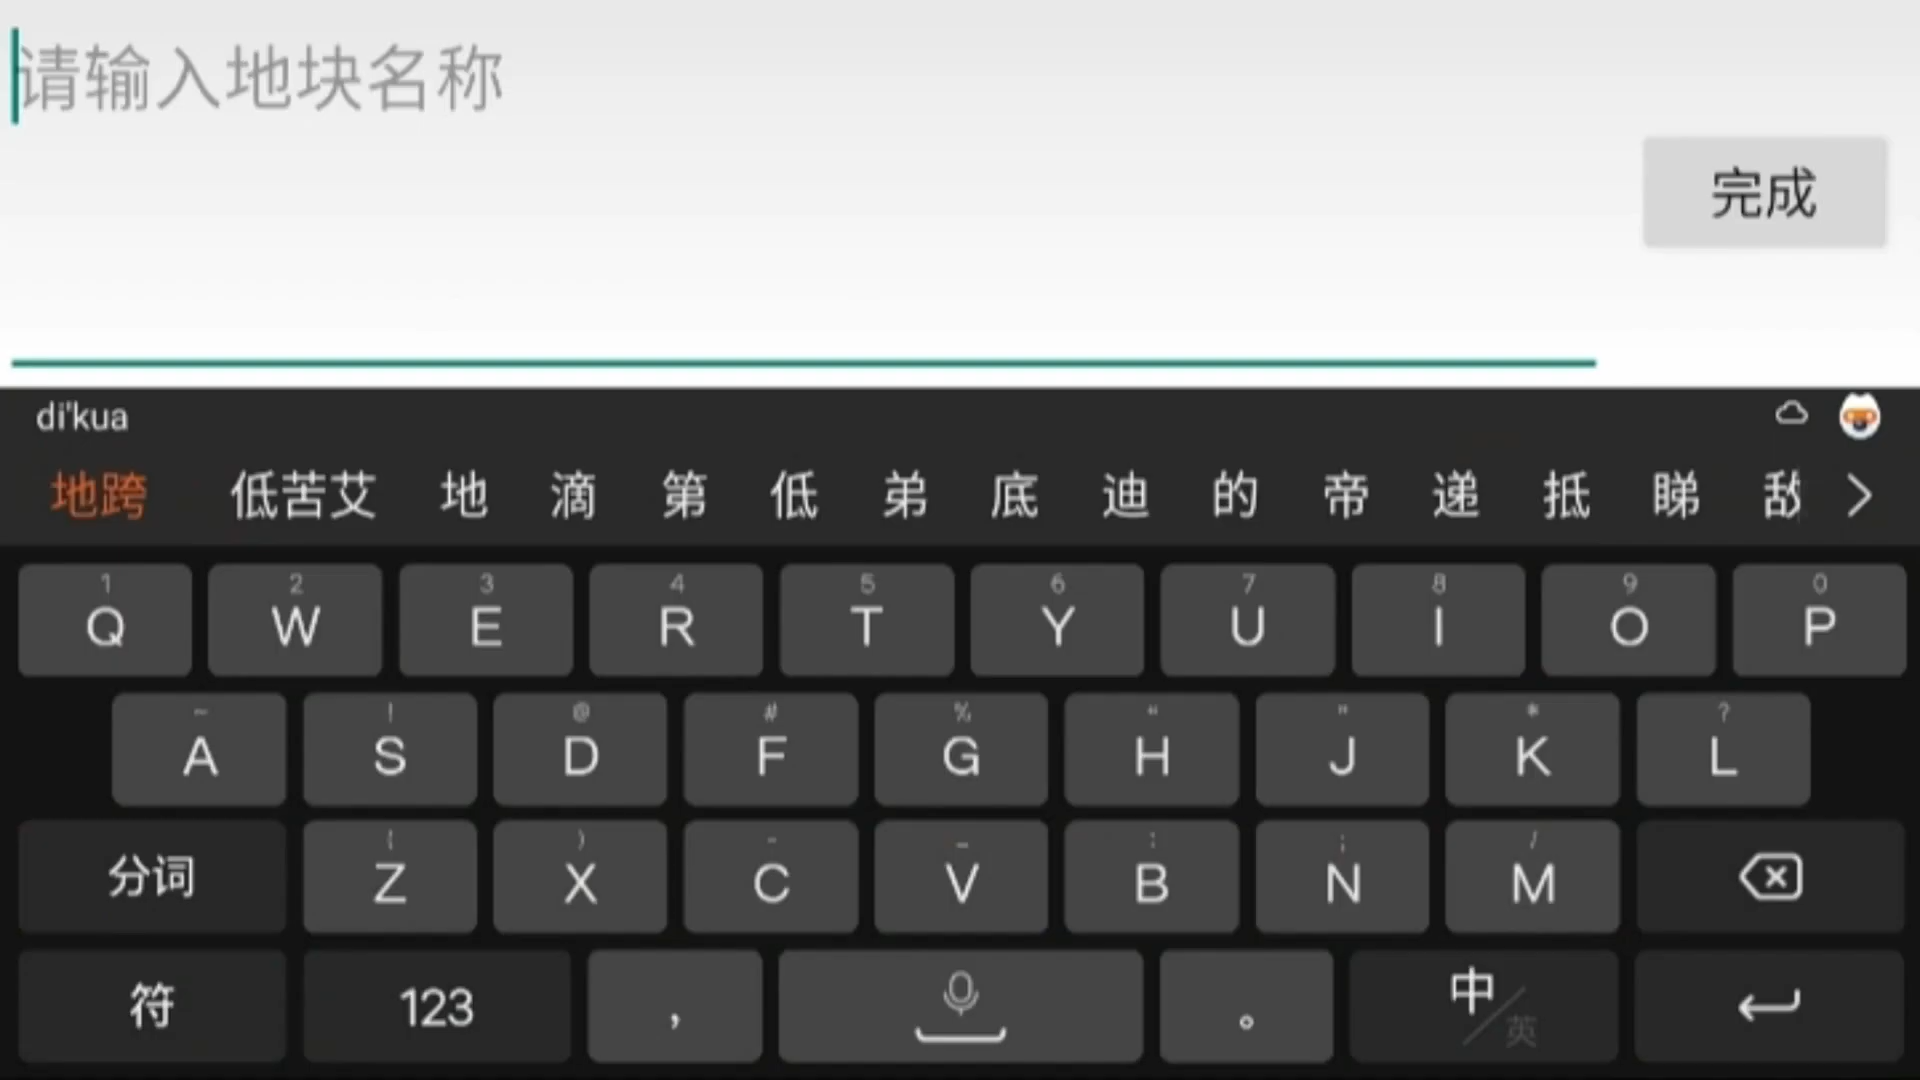 请输入地块名称
完成
di'kua
地跨 低苦艾 地 滴 第 低 弟 底 迪 的 帝 递 抵 睇 敌
1 2 3 4 5 6 7 8 9 0
Q W E R T Y U I O P
~ ! @ # % “ ” * ?
A S D F G H J K L
( ) - _ : ; /
分词 Z X C V B N M
符 123 ， 。 中/英